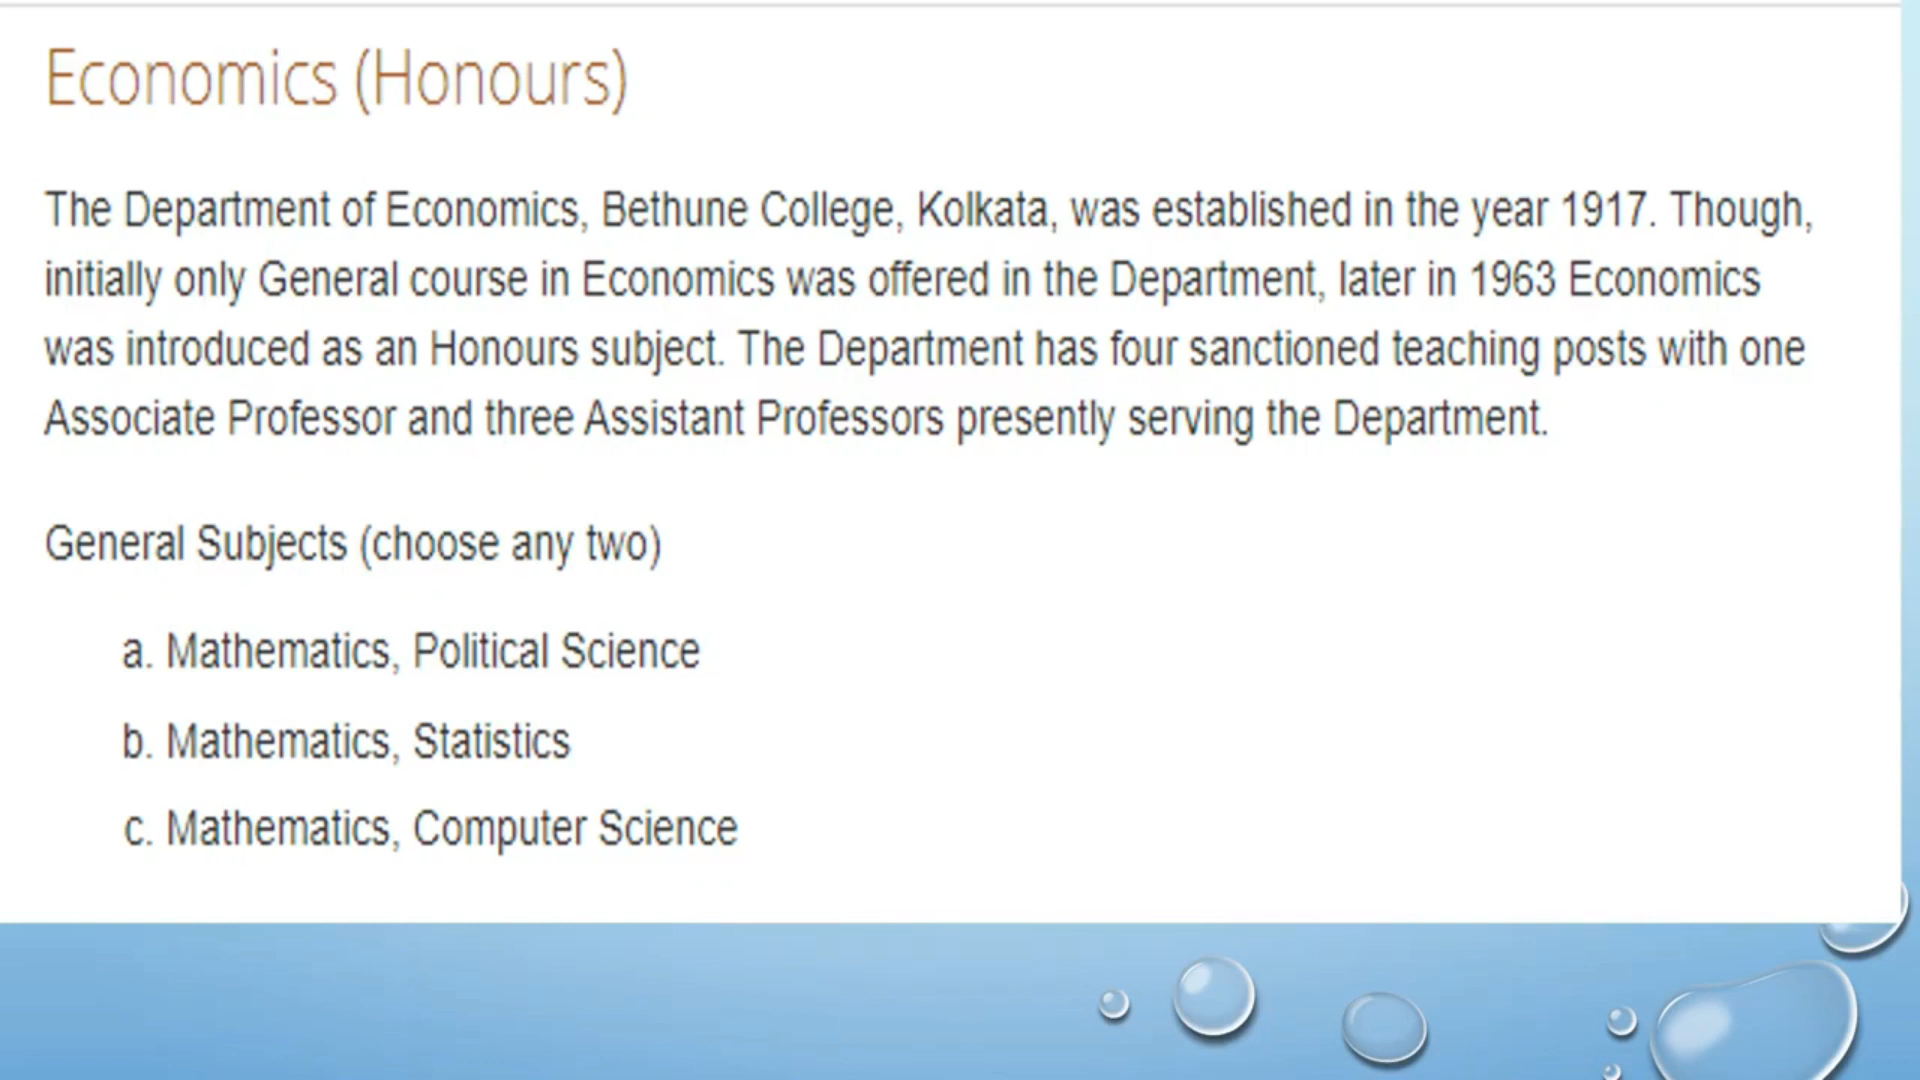 Economics (Honours)
The Department of Economics, Bethune College, Kolkata, was established in the year 1917. Though,
initially only General course in Economics was offered in the Department, later in 1963 Economics
was introduced as an Honours subject. The Department has four sanctioned teaching posts with one
Associate Professor and three Assistant Professors presently serving the Department.
General Subjects (choose any two)
a. Mathematics, Political Science
b. Mathematics, Statistics
c. Mathematics, Computer Science